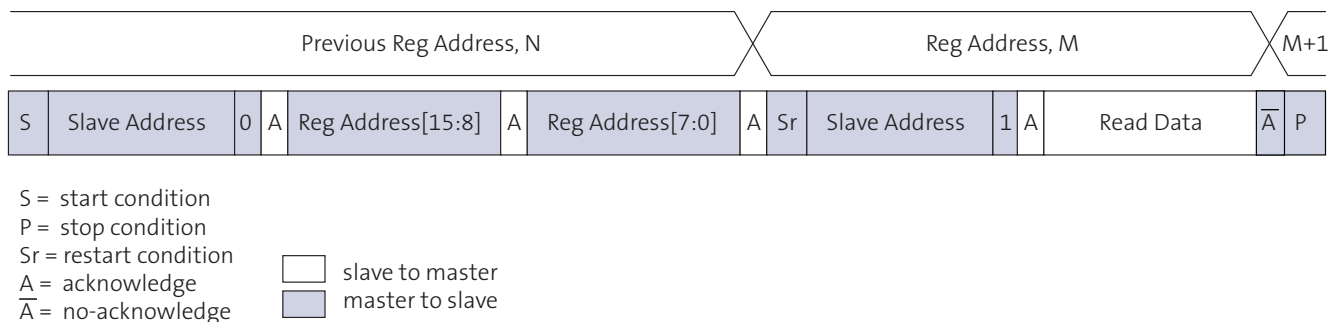 Previous Reg Address, N Reg Address, M M+1
S Slave Address 0 A Reg Address[15:8] A Reg Address[7:0] A Sr Slave Address 1 A Read Data A̅ P
S = start condition
P = stop condition
Sr = restart condition
A = acknowledge
A̅ = no-acknowledge
slave to master
master to slave